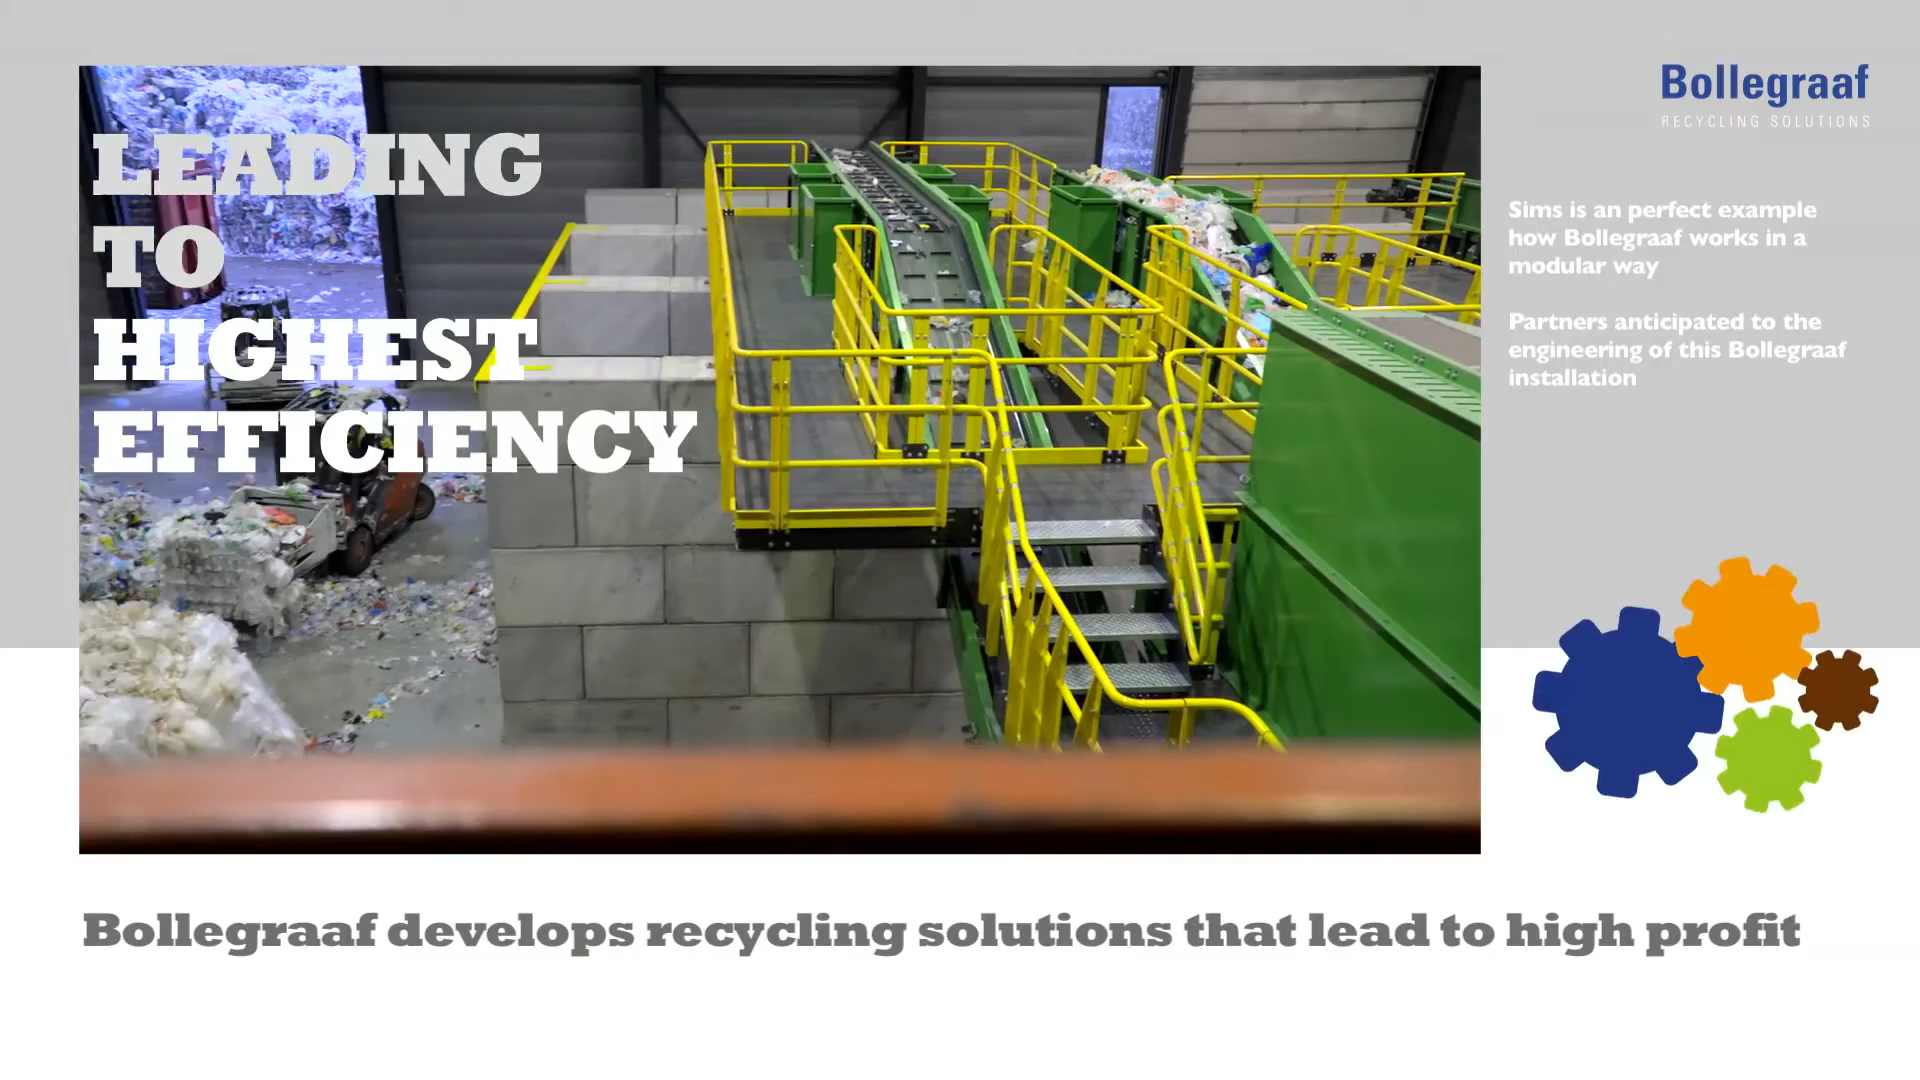 LEADING
TO
HIGHEST
EFFICIENCY
Bollegraaf
RECYCLING SOLUTIONS
Sims is an perfect example
how Bollegraaf works in a
modular way
Partners anticipated to the
engineering of this Bollegraaf
installation
Bollegraaf develops recycling solutions that lead to high profit